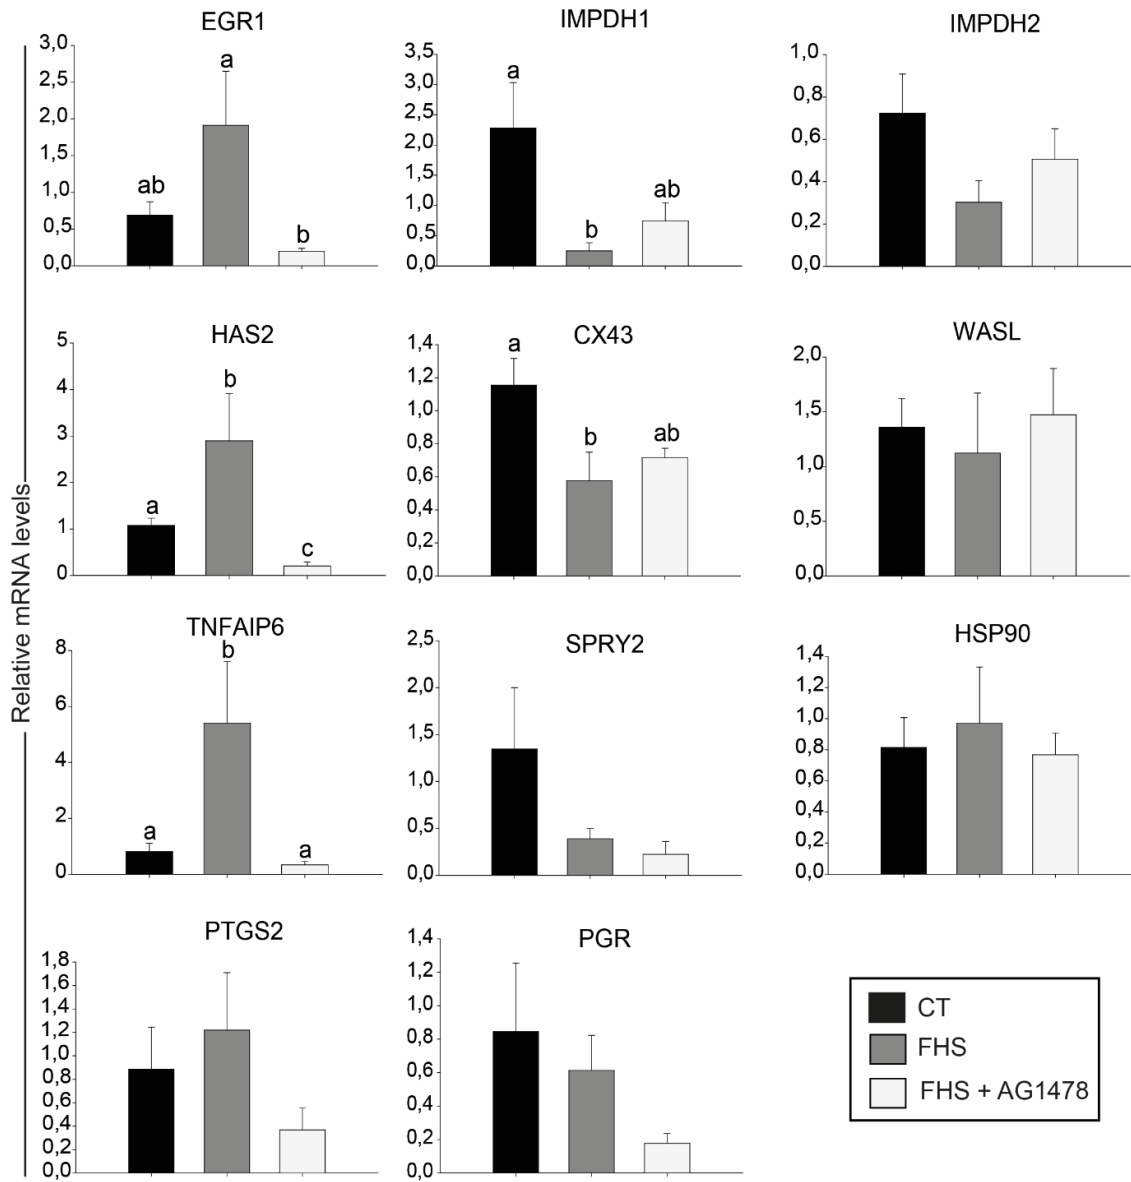 EGR1
3,0
2,5
2,0
1,5
1,0
0,5
0,0
ab
a
b
IMPDH1
3,5
3,0
2,5
2,0
1,5
1,0
0,5
0,0
a
b
ab
IMPDH2
1,0
0,8
0,6
0,4
0,2
0,0
Relative mRNA levels
HAS2
5
4
3
2
1
0
a
b
c
CX43
1,4
1,2
1,0
0,8
0,6
0,4
0,2
0,0
a
b
ab
WASL
2,0
1,5
1,0
0,5
0,0
TNFAIP6
8
6
4
2
0
a
b
a
SPRY2
2,5
2,0
1,5
1,0
0,5
0,0
HSP90
1,4
1,2
1,0
0,8
0,6
0,4
0,2
0,0
PTGS2
1,8
1,6
1,4
1,2
1,0
0,8
0,6
0,4
0,2
0,0
PGR
1,4
1,2
1,0
0,8
0,6
0,4
0,2
0,0
CT
FHS
FHS + AG1478